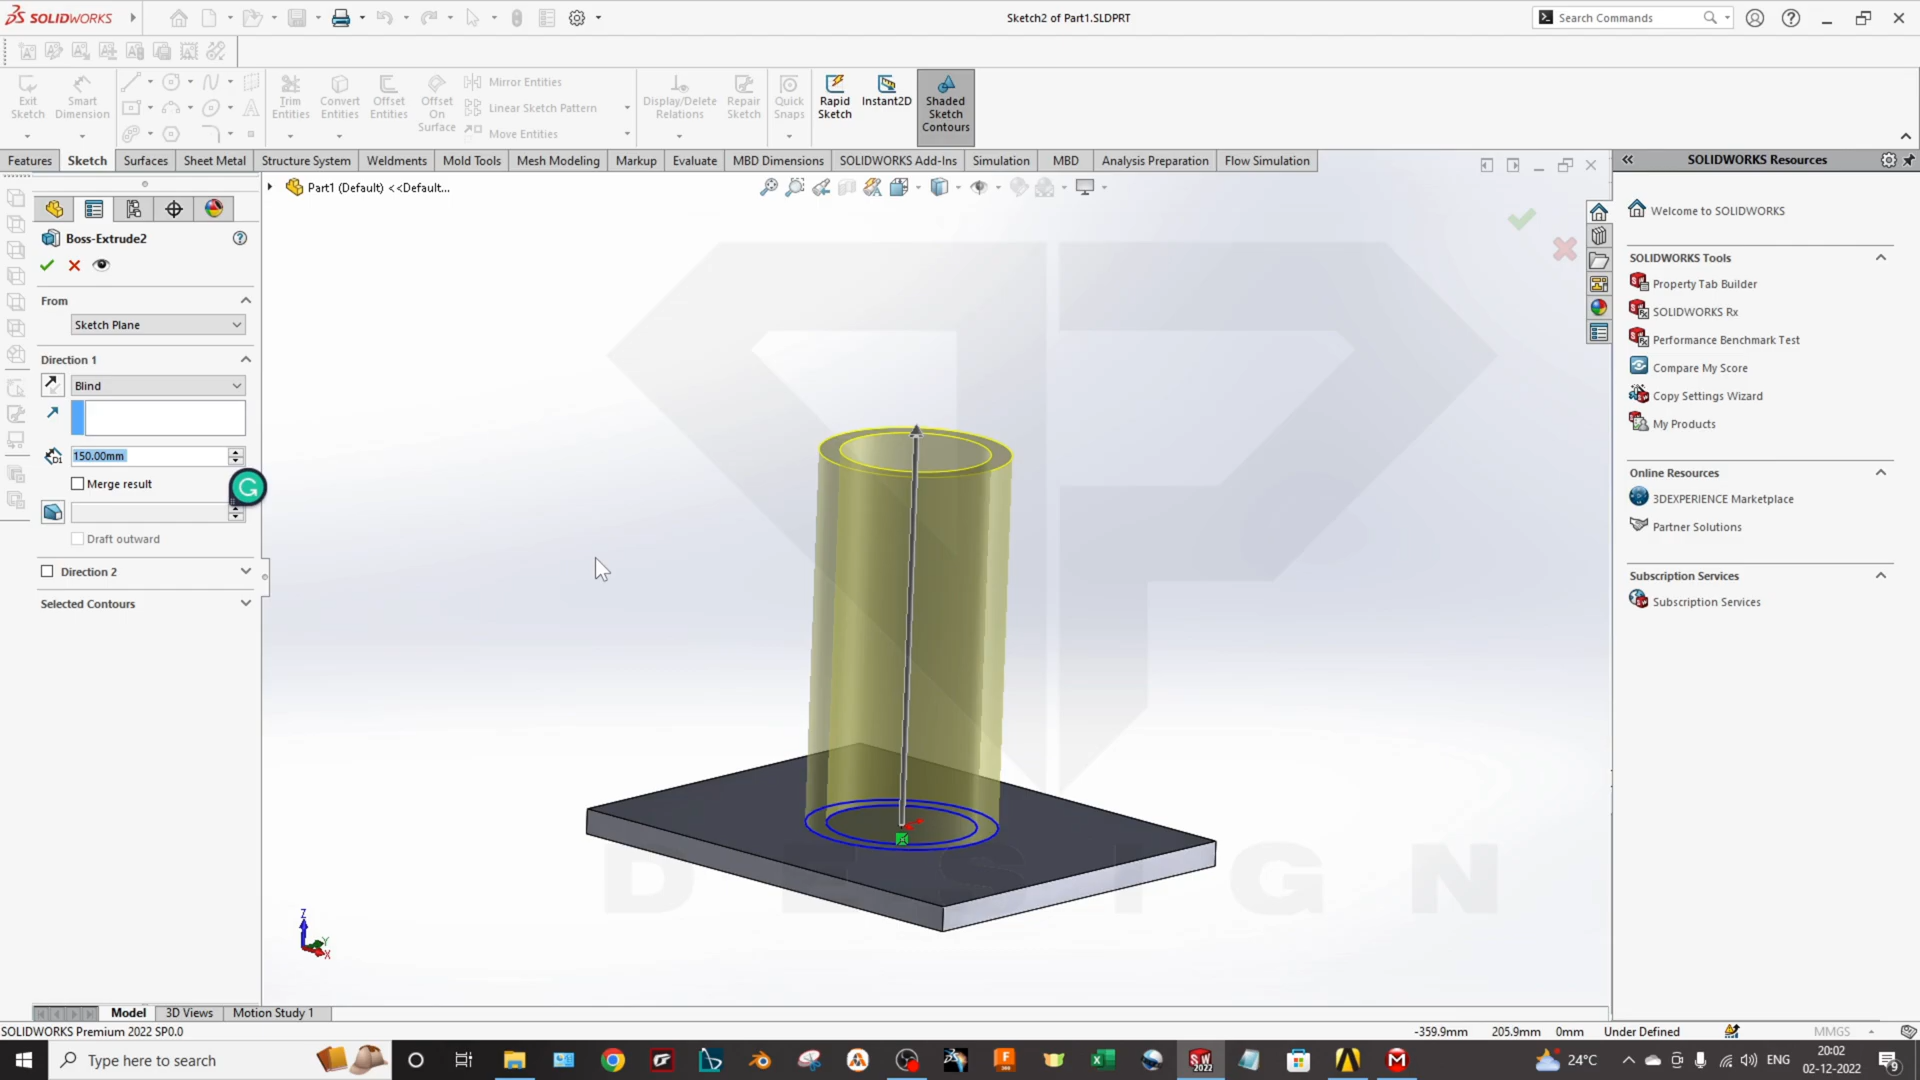 SOLIDWORKS
Sketch2 of Part1.SLDPRT
Search Commands
Exit Sketch
Smart Dimension
Trim Entities
Convert Entities
Offset Entities
Offset On Surface
Mirror Entities
Linear Sketch Pattern
Move Entities
Display/Delete Relations
Repair Sketch
Quick Snaps
Rapid Sketch
Instant2D
Shaded Sketch Contours
Features
Sketch
Surfaces
Sheet Metal
Structure System
Weldments
Mold Tools
Mesh Modeling
Markup
Evaluate
MBD Dimensions
SOLIDWORKS Add-Ins
Simulation
MBD
Analysis Preparation
Flow Simulation
SOLIDWORKS Resources
Part1 (Default) <<Default...
Boss-Extrude2
From
Sketch Plane
Direction 1
Blind
D1
150.00mm
Merge result
Draft outward
Direction 2
Selected Contours
Welcome to SOLIDWORKS
SOLIDWORKS Tools
Property Tab Builder
SOLIDWORKS Rx
Performance Benchmark Test
Compare My Score
Copy Settings Wizard
My Products
Online Resources
3DEXPERIENCE Marketplace
Partner Solutions
Subscription Services
Subscription Services
DESIGN
Z
Y
X
Model
3D Views
Motion Study 1
SOLIDWORKS Premium 2022 SP0.0
-359.9mm
205.9mm
0mm
Under Defined
MMGS
Type here to search
24°C
ENG
20:02
02-12-2022